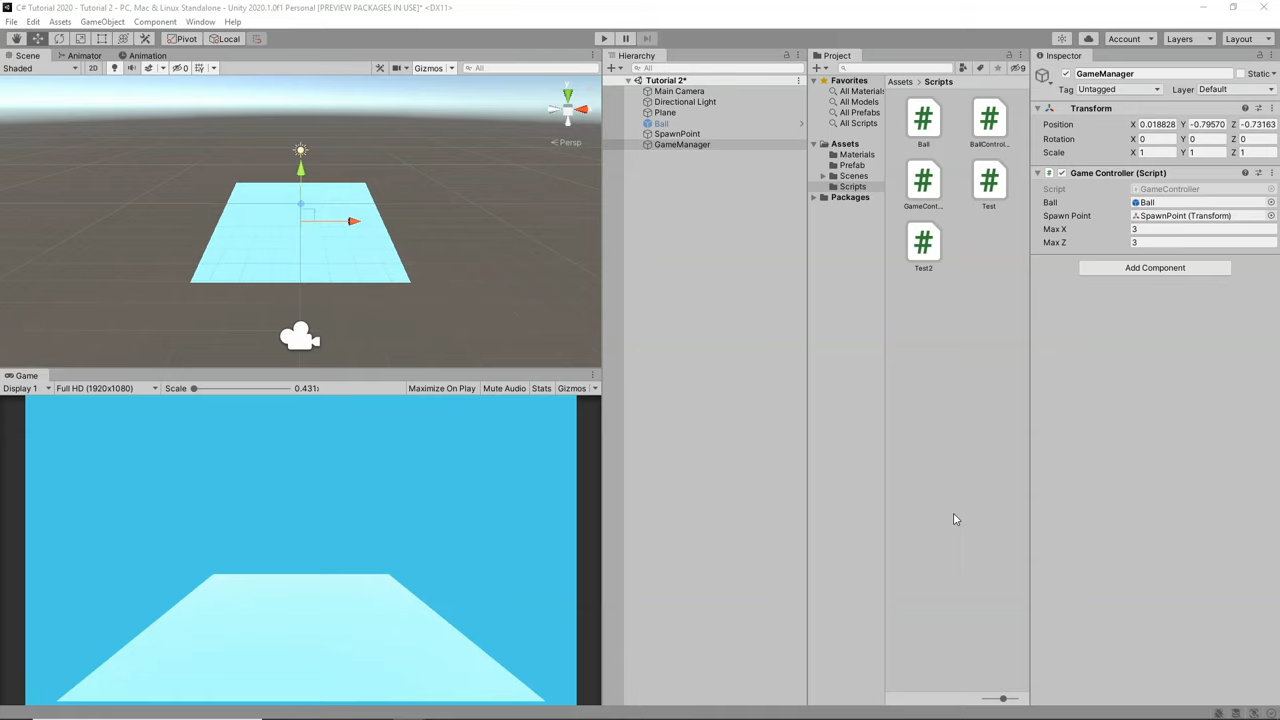 C# Tutorial 2020 - Tutorial 2 - PC, Mac & Linux Standalone - Unity 2020.1.0f1 Personal [PREVIEW PACKAGES IN USE]* <DX11>
File Edit Assets GameObject Component Window Help
Pivot Local Account Layers Layout
Scene Animator Animation
Shaded 2D 0 Gizmos All
Y
Persp
Game
Display 1 Full HD (1920x1080) Scale 0.431 Maximize On Play Mute Audio Stats Gizmos
Hierarchy
All
Tutorial 2*
Main Camera
Directional Light
Plane
Ball
SpawnPoint
GameManager
Project
9
Favorites
All Materials
All Models
All Prefabs
All Scripts
Assets
Materials
Prefab
Scenes
Scripts
Packages
Assets > Scripts
Ball BallControl...
GameCont... Test
Test2
Inspector
GameManager Static
Tag Untagged Layer Default
Transform
Position X 0.018828 Y -0.79570 Z -0.73163
Rotation X 0 Y 0 Z 0
Scale X 1 Y 1 Z 1
# Game Controller (Script)
Script GameController
Ball Ball
Spawn Point SpawnPoint (Transform)
Max X 3
Max Z 3
Add Component